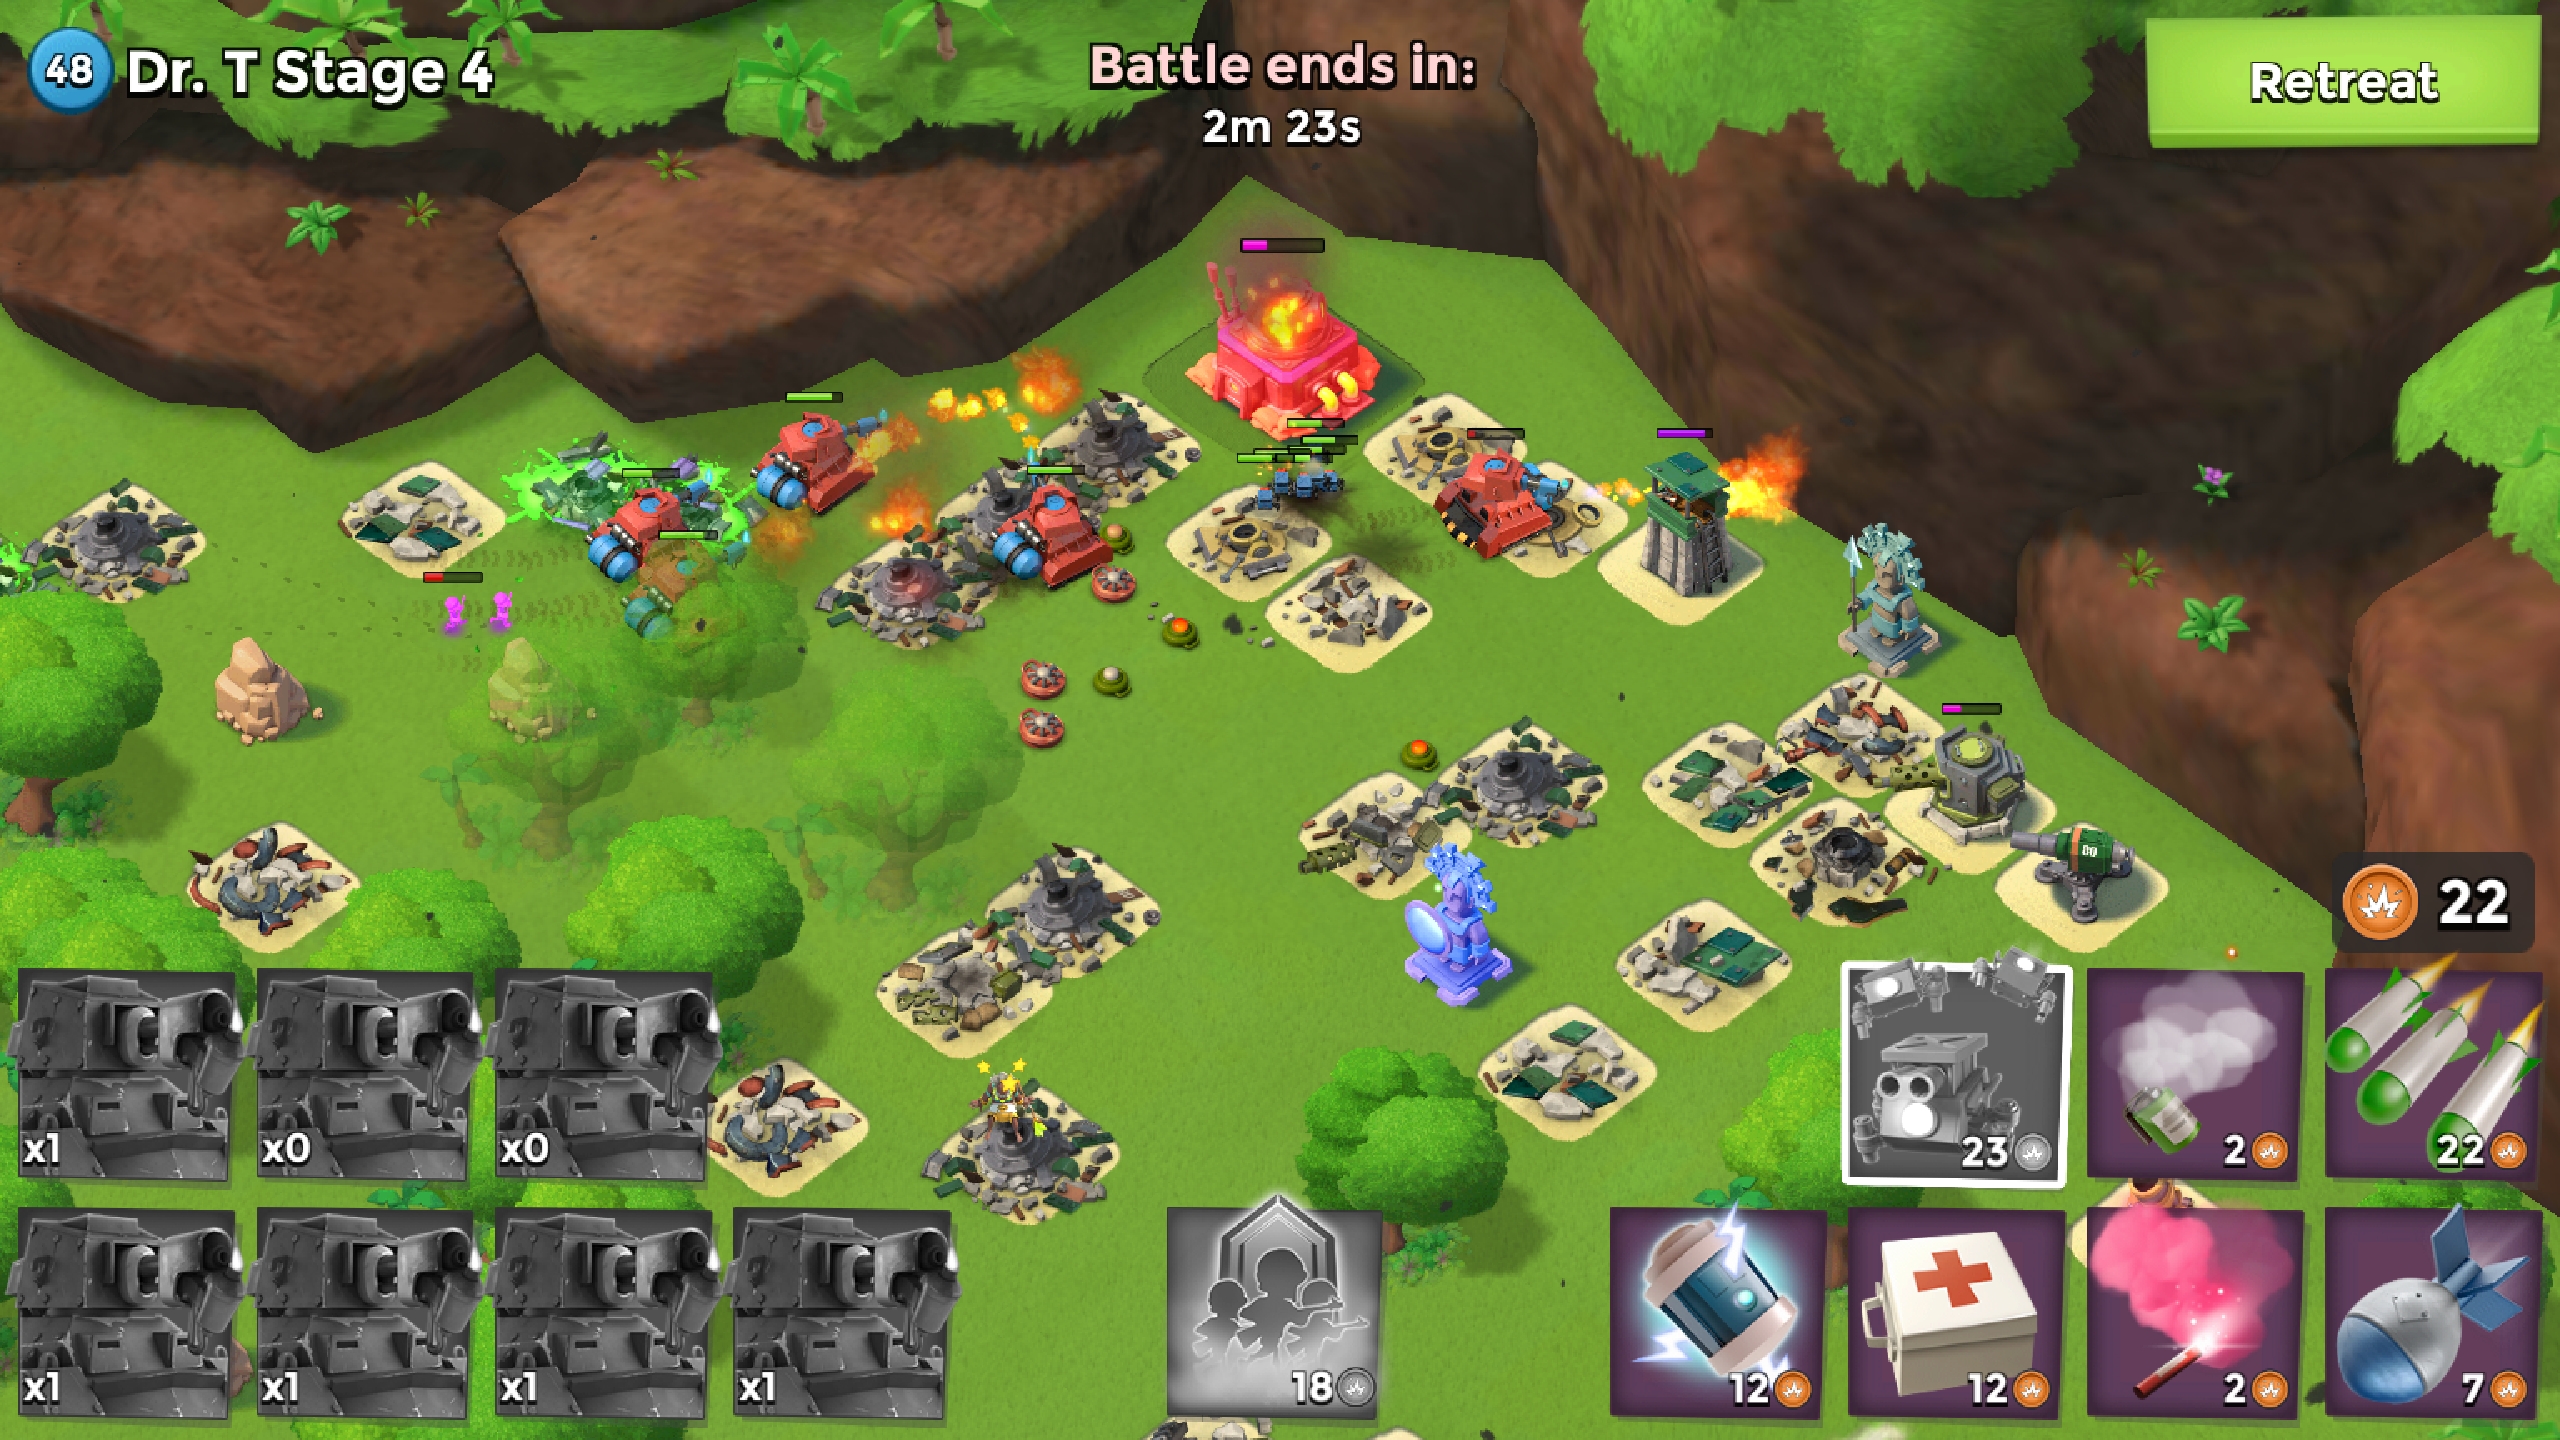 48 Dr. T Stage 4
Battle ends in:
2m 23s
Retreat
22
x1
x0
x0
23
2
22
x1
x1
x1
x1
18
12
12
2
7